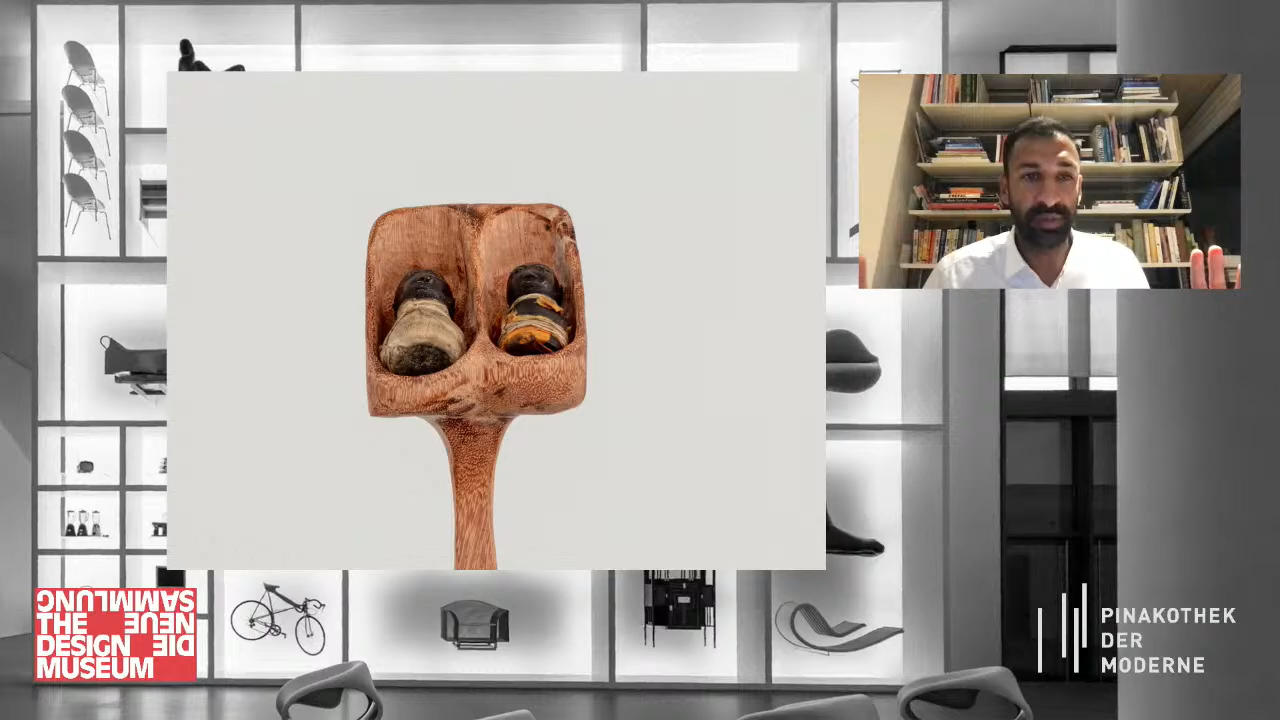 DIE
NEUE
SAMMLUNG
THE
DESIGN
MUSEUM
PINAKOTHEK
DER
MODERNE